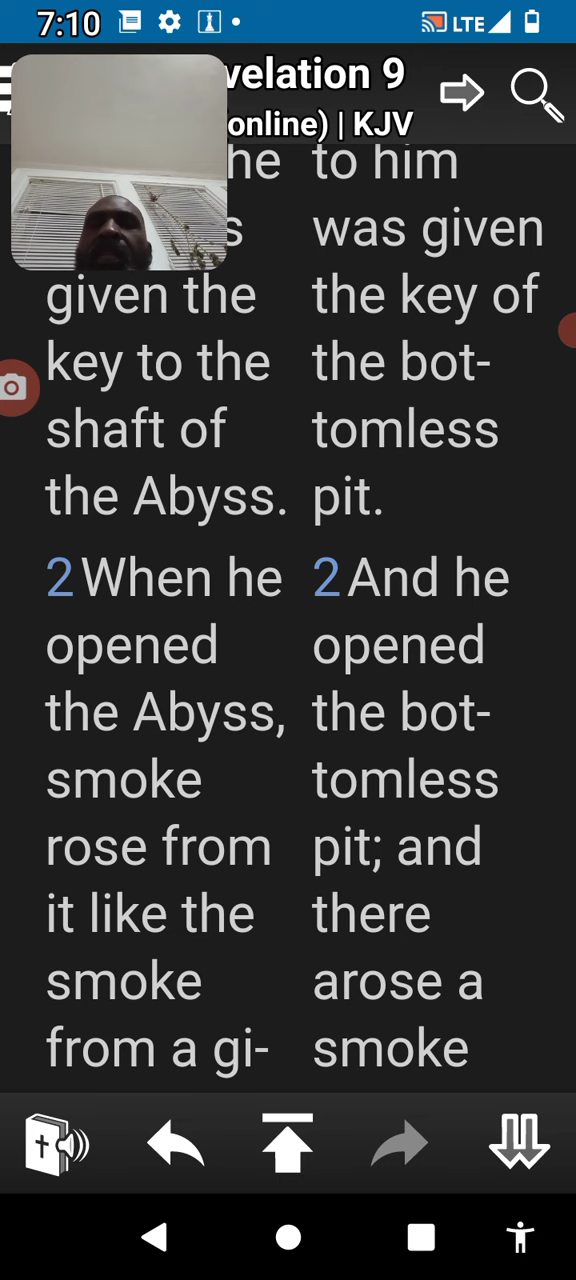 7:10
LTE
velation 9
online) | KJV
he
s
given the
key to the
shaft of
the Abyss.
2 When he
opened
the Abyss,
smoke
rose from
it like the
smoke
from a gi-
to him
was given
the key of
the bot-
tomless
pit.
2 And he
opened
the bot-
tomless
pit; and
there
arose a
smoke